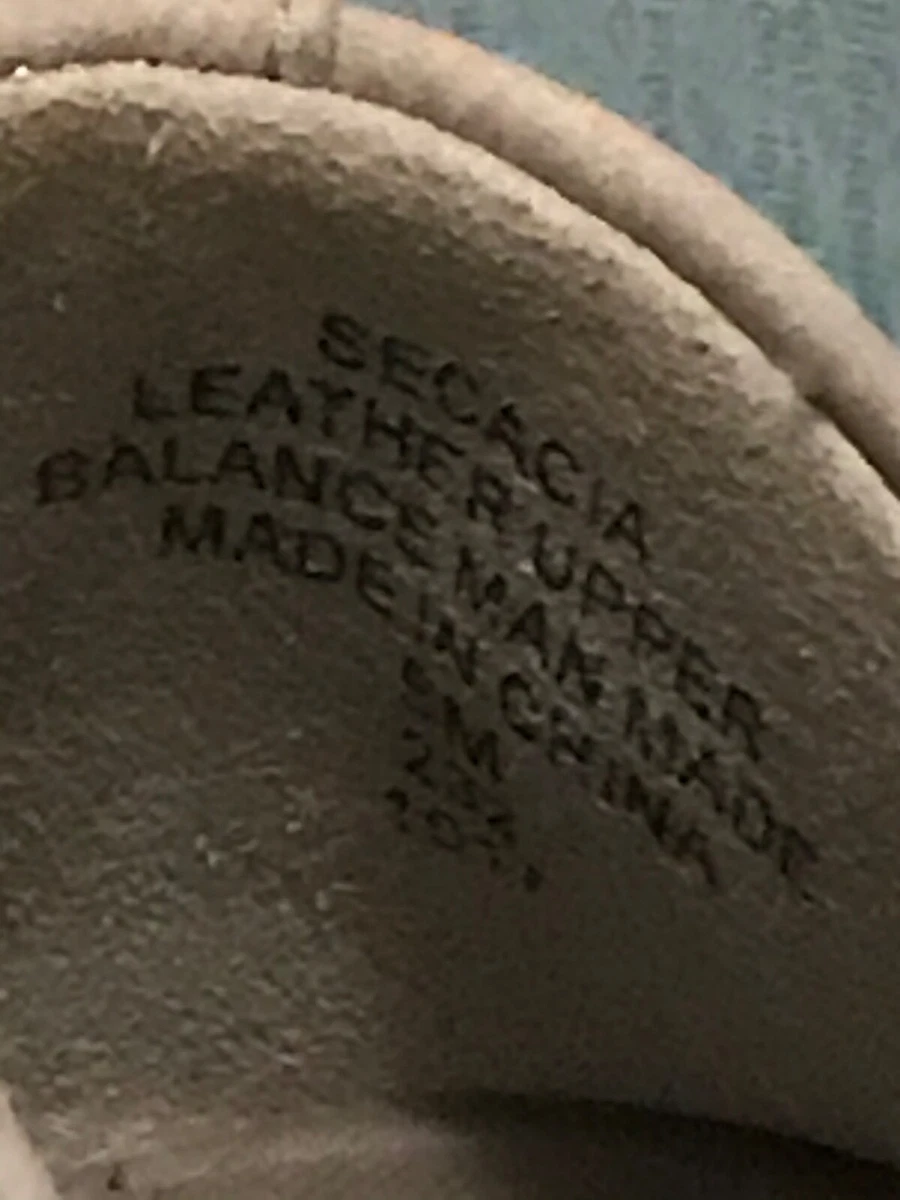 SECACIA
LEATHER UPPER
BALANCE MAN MADE
MADE IN CHINA
M